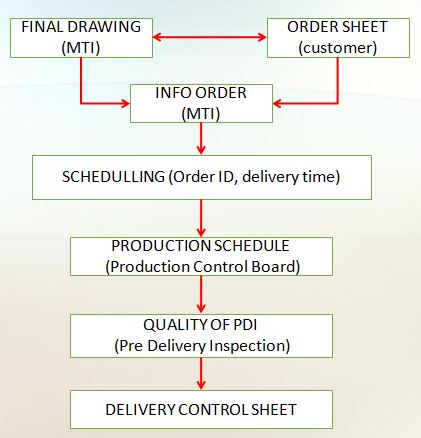 FINAL DRAWING
(MTI)
ORDER SHEET
(customer)
INFO ORDER
(MTI)
SCHEDULLING (Order ID, delivery time)
PRODUCTION SCHEDULE
(Production Control Board)
QUALITY OF PDI
(Pre Delivery Inspection)
DELIVERY CONTROL SHEET